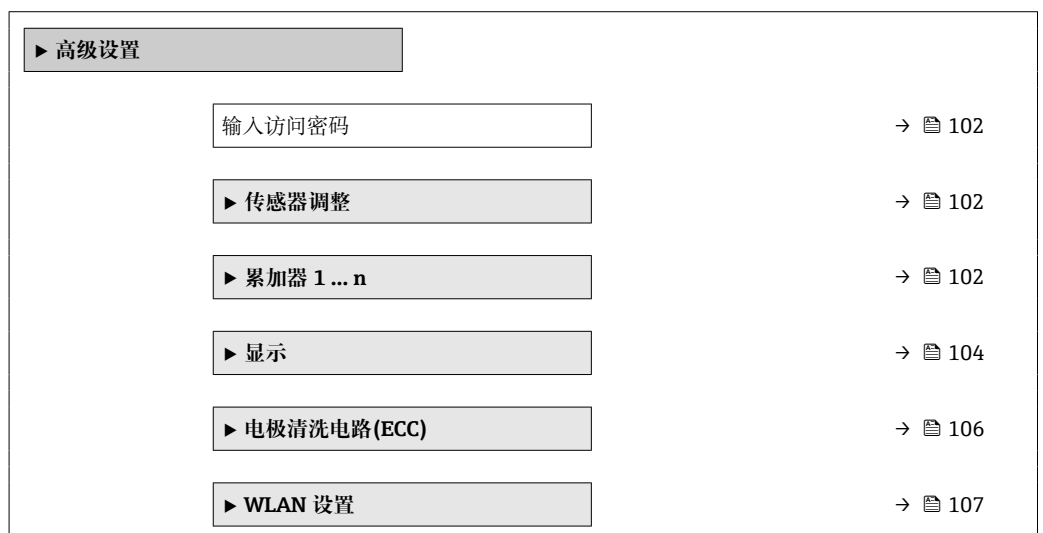 ▶ 高级设置
输入访问密码 → 🖺 102
▶ 传感器调整 → 🖺 102
▶ 累加器 1 ... n → 🖺 102
▶ 显示 → 🖺 104
▶ 电极清洗电路(ECC) → 🖺 106
▶ WLAN 设置 → 🖺 107